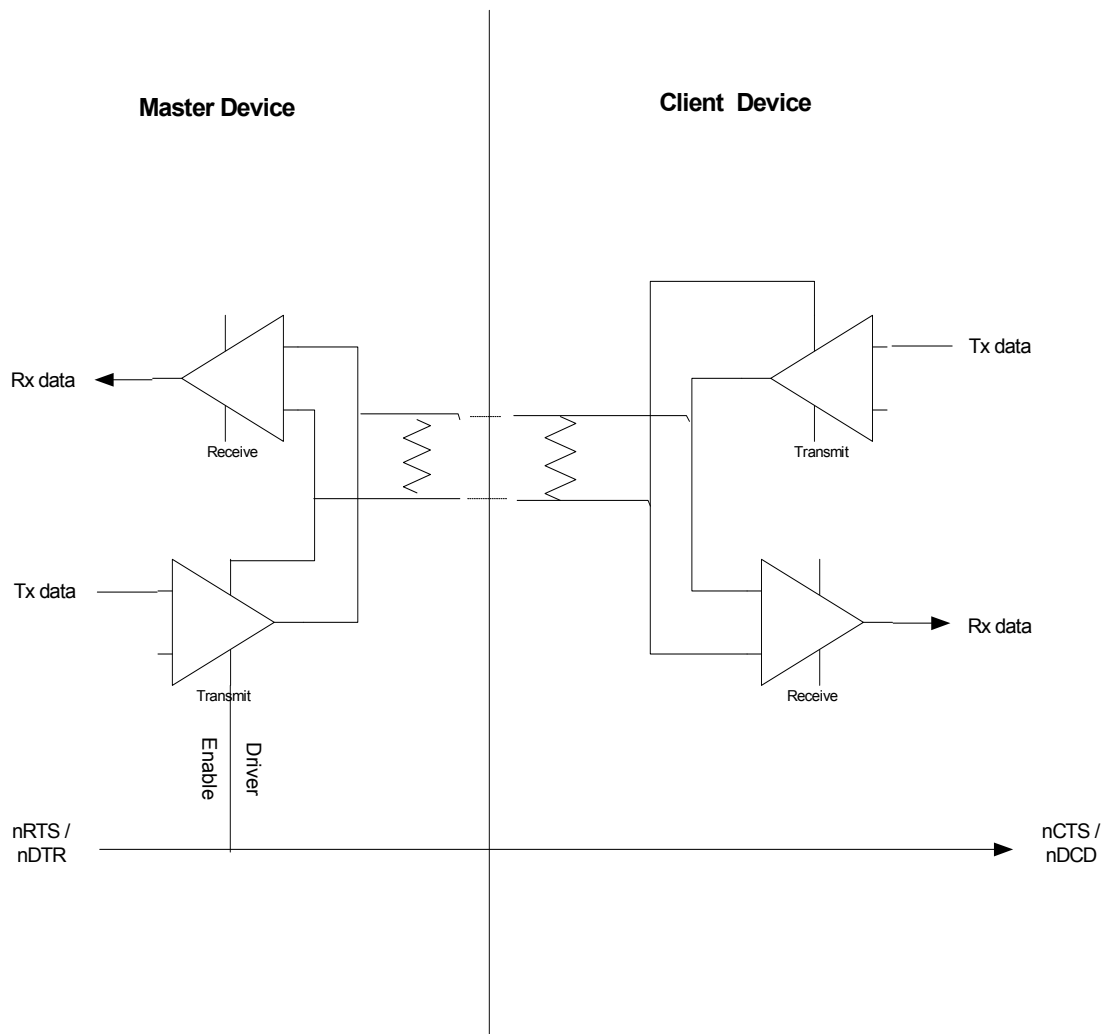 Master Device
Client Device
Rx data
Receive
Tx data
Transmit
Tx data
Transmit
Rx data
Receive
Driver
Enable
nRTS /
nDTR
nCTS /
nDCD